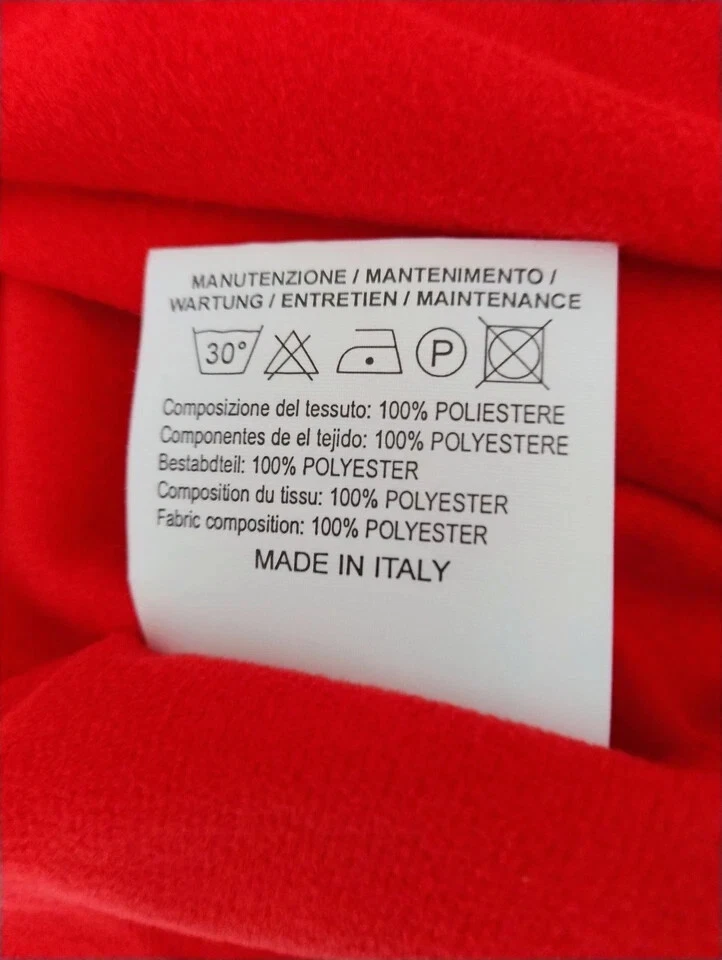 MANUTENZIONE / MANTENIMENTO /
WARTUNG / ENTRETIEN / MAINTENANCE
30° P
Composizione del tessuto: 100% POLIESTERE
Componentes de el tejido: 100% POLYESTERE
Bestabdteil: 100% POLYESTER
Composition du tissu: 100% POLYESTER
Fabric composition: 100% POLYESTER
MADE IN ITALY